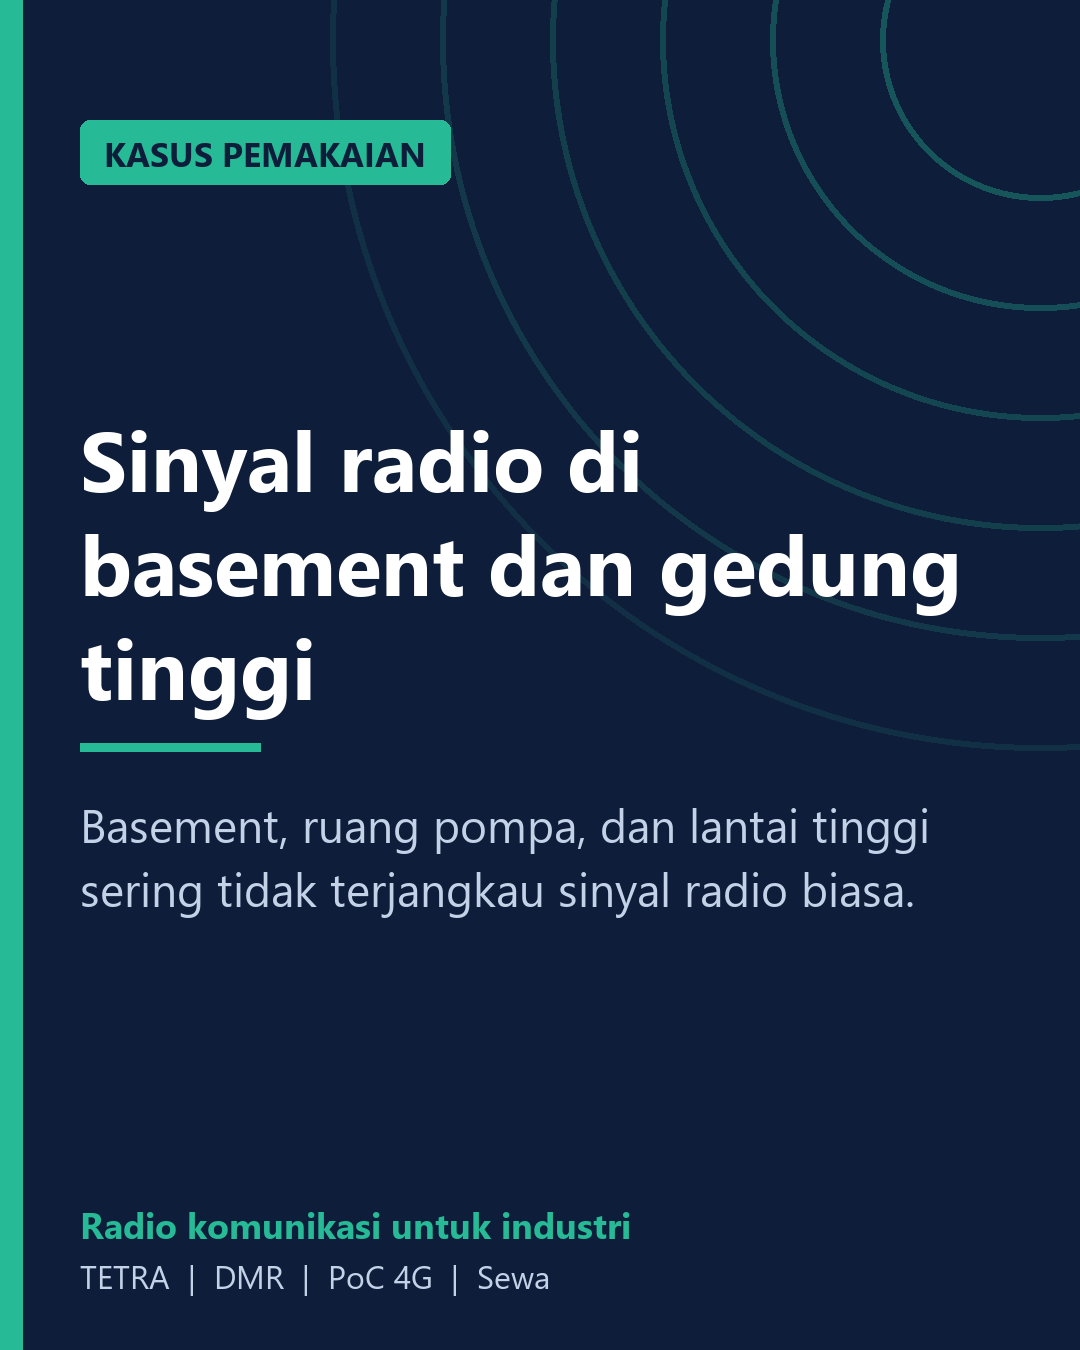 KASUS PEMAKAIAN
Sinyal radio di
basement dan gedung
tinggi
Basement, ruang pompa, dan lantai tinggi
sering tidak terjangkau sinyal radio biasa.
Radio komunikasi untuk industri
TETRA | DMR | PoC 4G | Sewa